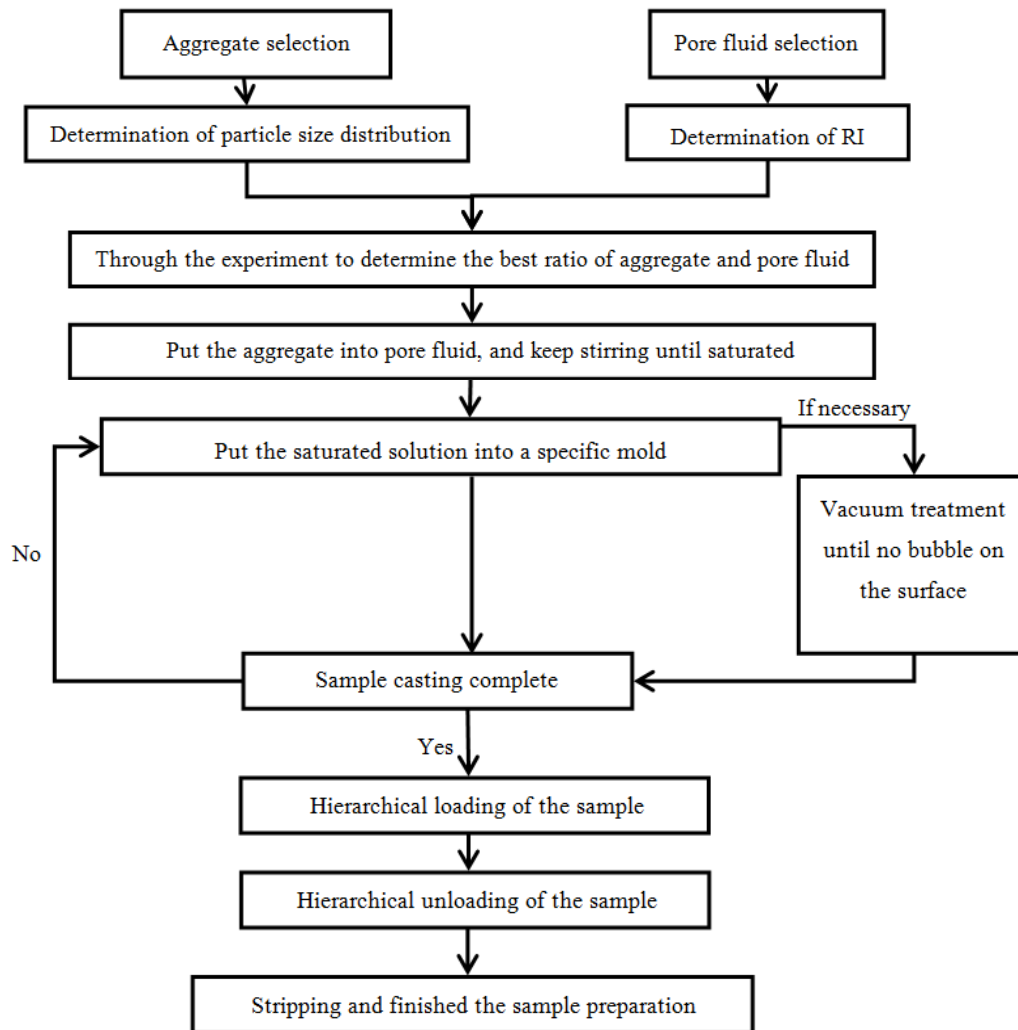 Aggregate selection
Pore fluid selection
Determination of particle size distribution
Determination of RI
Through the experiment to determine the best ratio of aggregate and pore fluid
Put the aggregate into pore fluid, and keep stirring until saturated
If necessary
Put the saturated solution into a specific mold
Vacuum treatment
until no bubble on
the surface
No
Sample casting complete
Yes
Hierarchical loading of the sample
Hierarchical unloading of the sample
Stripping and finished the sample preparation